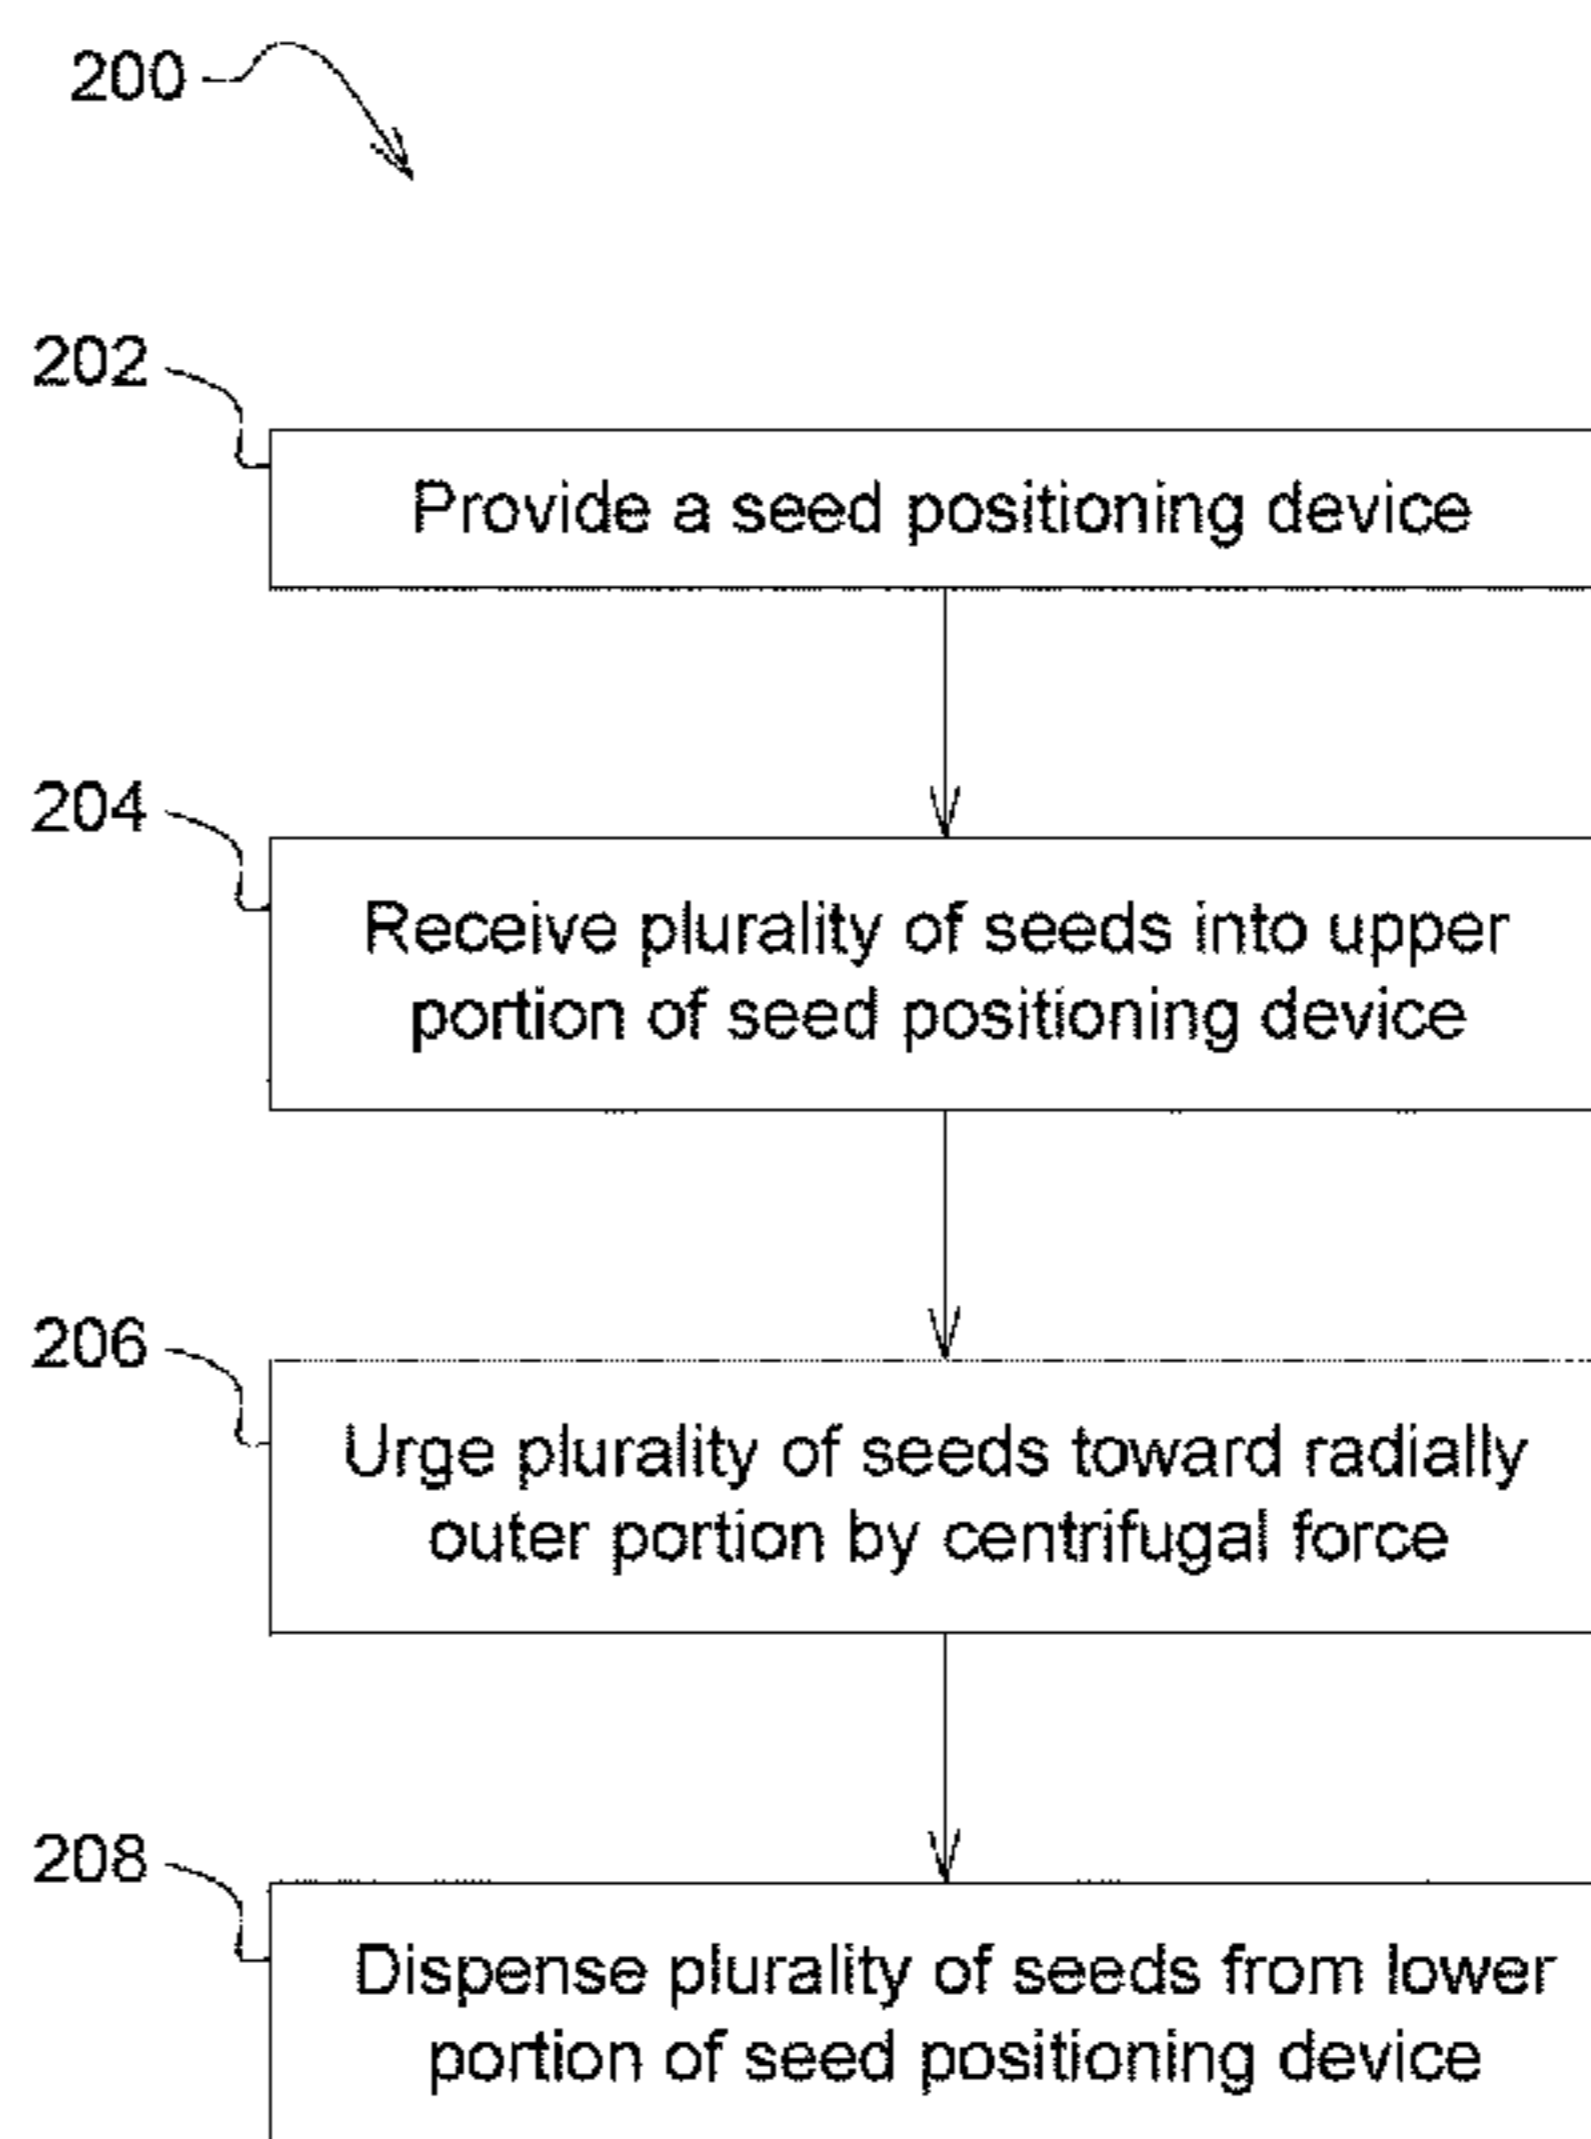 200
202
Provide a seed positioning device
204
Receive plurality of seeds into upper
portion of seed positioning device
206
Urge plurality of seeds toward radially
outer portion by centrifugal force
208
Dispense plurality of seeds from lower
portion of seed positioning device